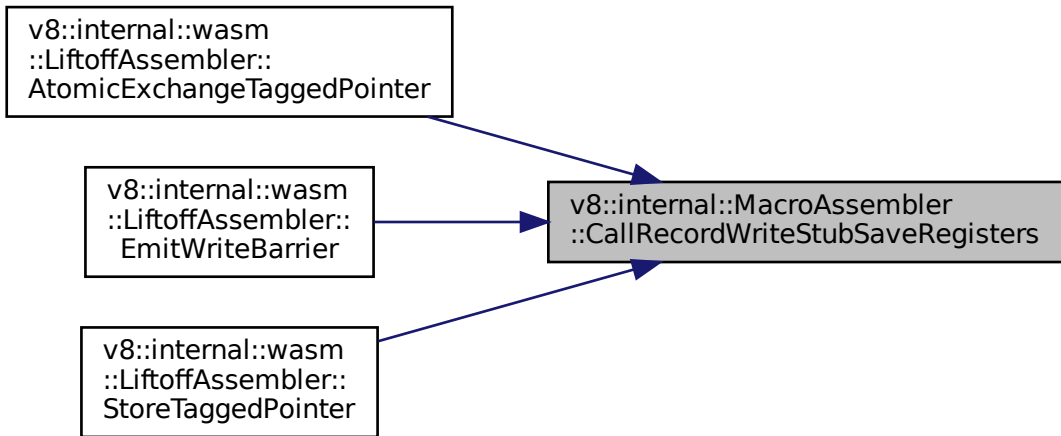 v8::internal::wasm
::LiftoffAssembler::
AtomicExchangeTaggedPointer
v8::internal::wasm
::LiftoffAssembler::
EmitWriteBarrier
v8::internal::wasm
::LiftoffAssembler::
StoreTaggedPointer
v8::internal::MacroAssembler
::CallRecordWriteStubSaveRegisters